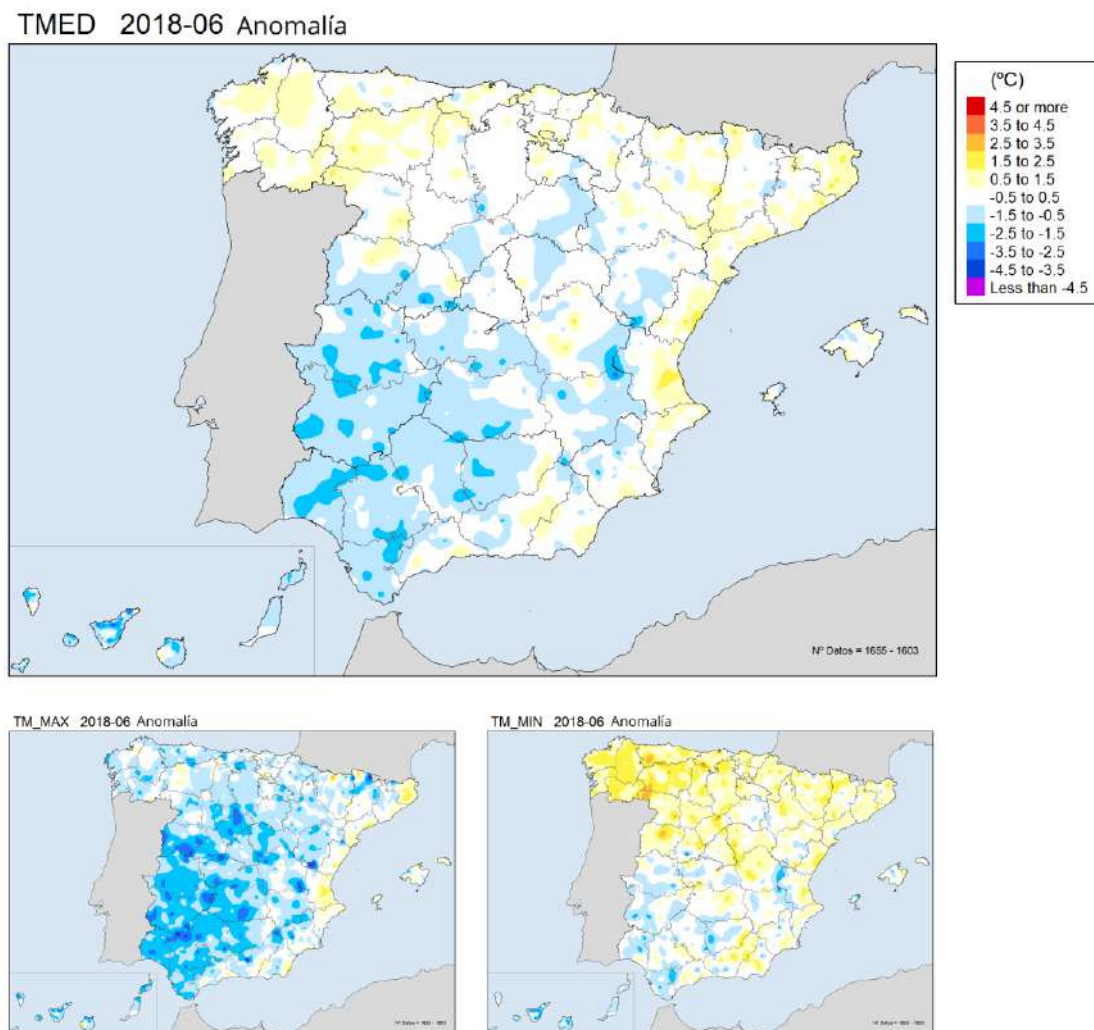 TMED 2018-06 Anomalía
(ºC)
4.5 or more
3.5 to 4.5
2.5 to 3.5
1.5 to 2.5
0.5 to 1.5
-0.5 to 0.5
-1.5 to -0.5
-2.5 to -1.5
-3.5 to -2.5
-4.5 to -3.5
Less than -4.5
Nº Datos = 1655 - 1603
TM_MAX 2018-06 Anomalía
TM_MIN 2018-06 Anomalía